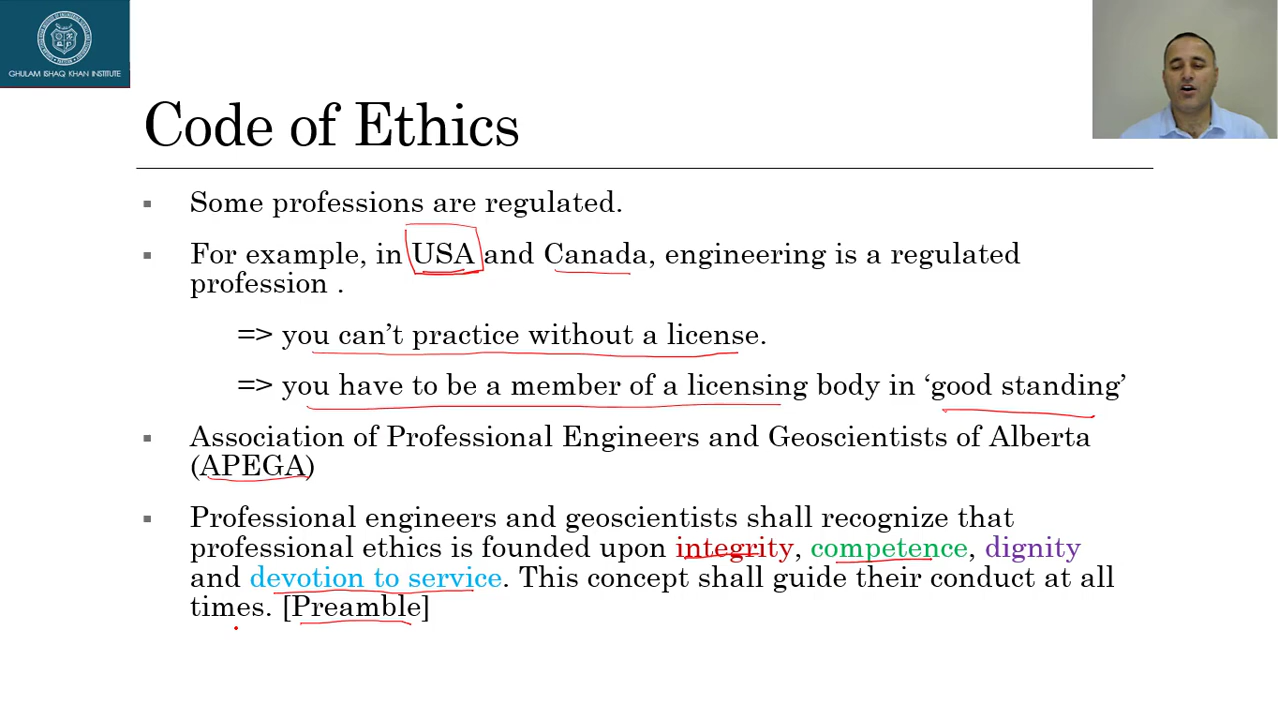 GHULAM ISHAQ KHAN INSTITUTE
Code of Ethics
▪ Some professions are regulated.
▪ For example, in USA and Canada, engineering is a regulated
profession .
=> you can’t practice without a license.
=> you have to be a member of a licensing body in ‘good standing’
▪ Association of Professional Engineers and Geoscientists of Alberta
(APEGA)
▪ Professional engineers and geoscientists shall recognize that
professional ethics is founded upon integrity, competence, dignity
and devotion to service. This concept shall guide their conduct at all
times. [Preamble]